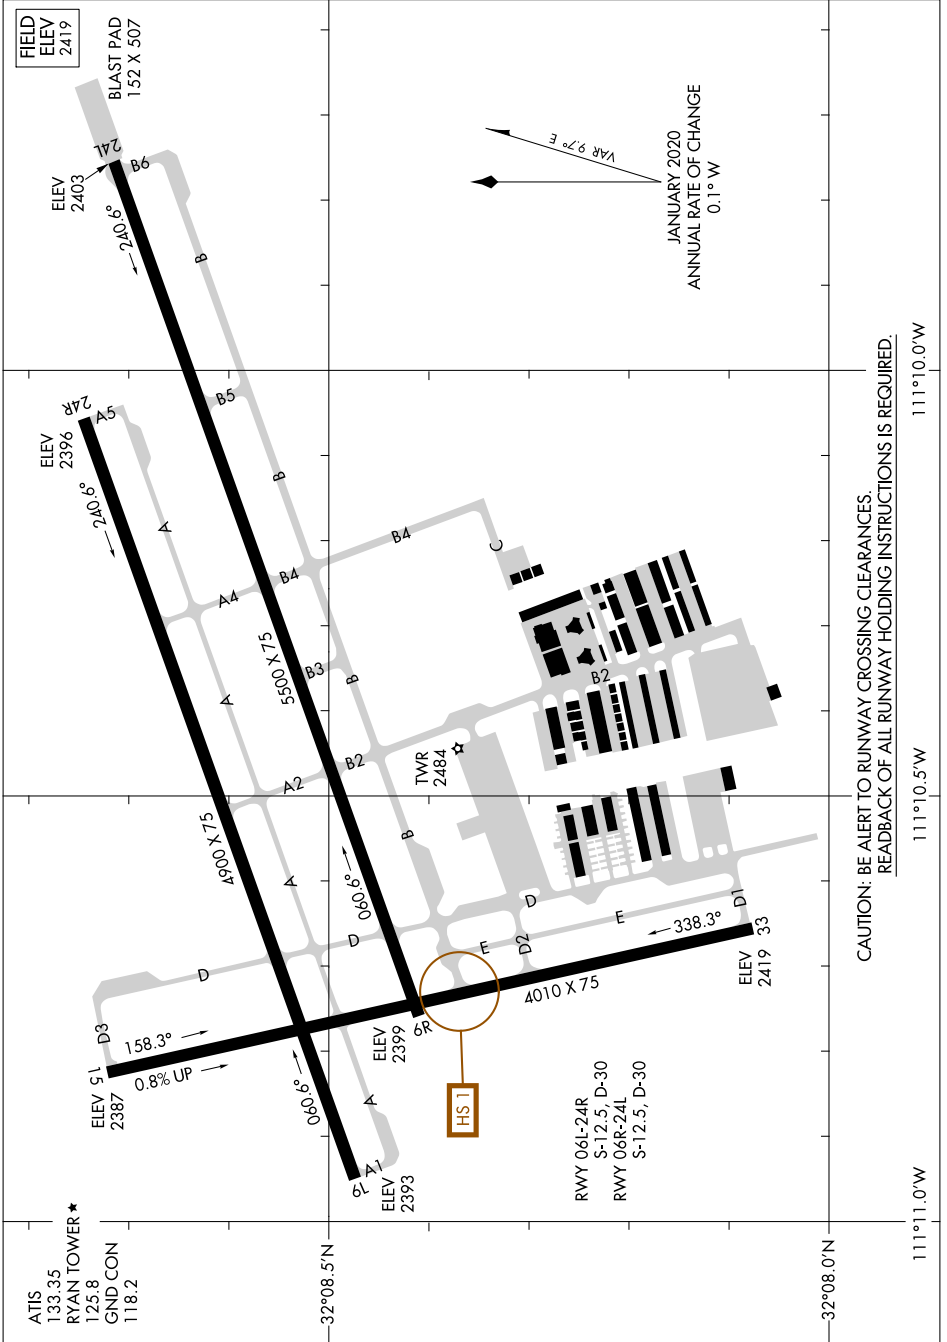 FIELD
ELEV
2419
BLAST PAD
152 X 507
24L
B6
ELEV
2403
240.6°
B
VAR 9.7° E
JANUARY 2020
ANNUAL RATE OF CHANGE
0.1° W
24R
A5
ELEV
2396
240.6°
A
B5
B
B4
C
A4
B4
5500 X 75
B3
B
A
B2
A2
B2
TWR
2484
4900 X 75
A
B
060.6°
D
D
D
E
E
D2
D1
338.3°
33
ELEV
2419
4010 X 75
D3
158.3°
0.8% UP
15
ELEV
2387
6R
ELEV
2399
HS 1
060.6°
A
A1
6L
ELEV
2393
RWY 06L-24R
S-12.5, D-30
RWY 06R-24L
S-12.5, D-30
ATIS
133.35
RYAN TOWER ★
125.8
GND CON
118.2
32°08.5'N
32°08.0'N
111°10.0'W
111°10.5'W
111°11.0'W
CAUTION: BE ALERT TO RUNWAY CROSSING CLEARANCES.
READBACK OF ALL RUNWAY HOLDING INSTRUCTIONS IS REQUIRED.